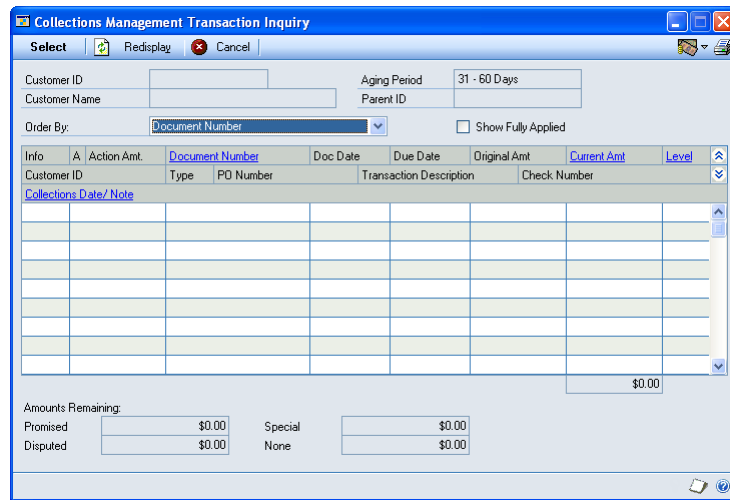 Collections Management Transaction Inquiry
Select Redisplay Cancel
Customer ID Aging Period 31 - 60 Days
Customer Name Parent ID
Order By: Document Number Show Fully Applied
Info A Action Amt. Document Number Doc Date Due Date Original Amt Current Amt Level
Customer ID Type PO Number Transaction Description Check Number
Collections Date/ Note
$0.00
Amounts Remaining:
Promised $0.00 Special $0.00
Disputed $0.00 None $0.00